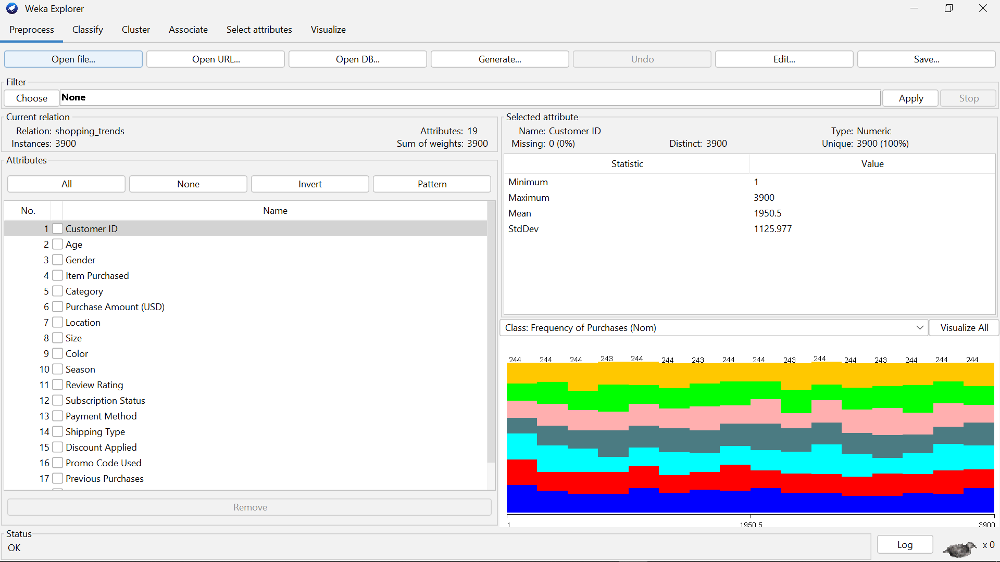 Weka Explorer
Preprocess Classify Cluster Associate Select attributes Visualize
Open file... Open URL... Open DB... Generate... Undo Edit... Save...
Filter
Choose None Apply Stop
Current relation
Relation: shopping_trends Attributes: 19
Instances: 3900 Sum of weights: 3900
Attributes
All None Invert Pattern
No. Name
1 Customer ID
2 Age
3 Gender
4 Item Purchased
5 Category
6 Purchase Amount (USD)
7 Location
8 Size
9 Color
10 Season
11 Review Rating
12 Subscription Status
13 Payment Method
14 Shipping Type
15 Discount Applied
16 Promo Code Used
17 Previous Purchases
Remove
Selected attribute
Name: Customer ID Type: Numeric
Missing: 0 (0%) Distinct: 3900 Unique: 3900 (100%)
Statistic Value
Minimum 1
Maximum 3900
Mean 1950.5
StdDev 1125.977
Class: Frequency of Purchases (Nom) Visualize All
244 244 244 243 244 244 243 244 244 243 244 244 243 244 244 244
1 1950.5 3900
Status
OK Log x 0